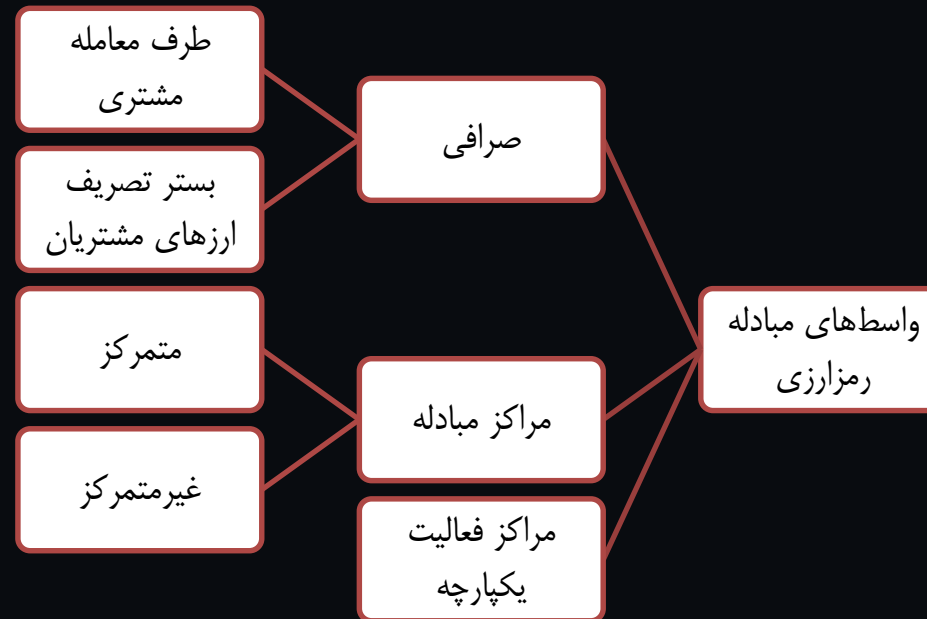 واسطهای مبادله
رمزارزی
صرافی
طرف معامله
مشتری
بستر تصریف
ارزهای مشتریان
مراکز مبادله
متمرکز
غیرمتمرکز
مراکز فعالیت
یکپارچه